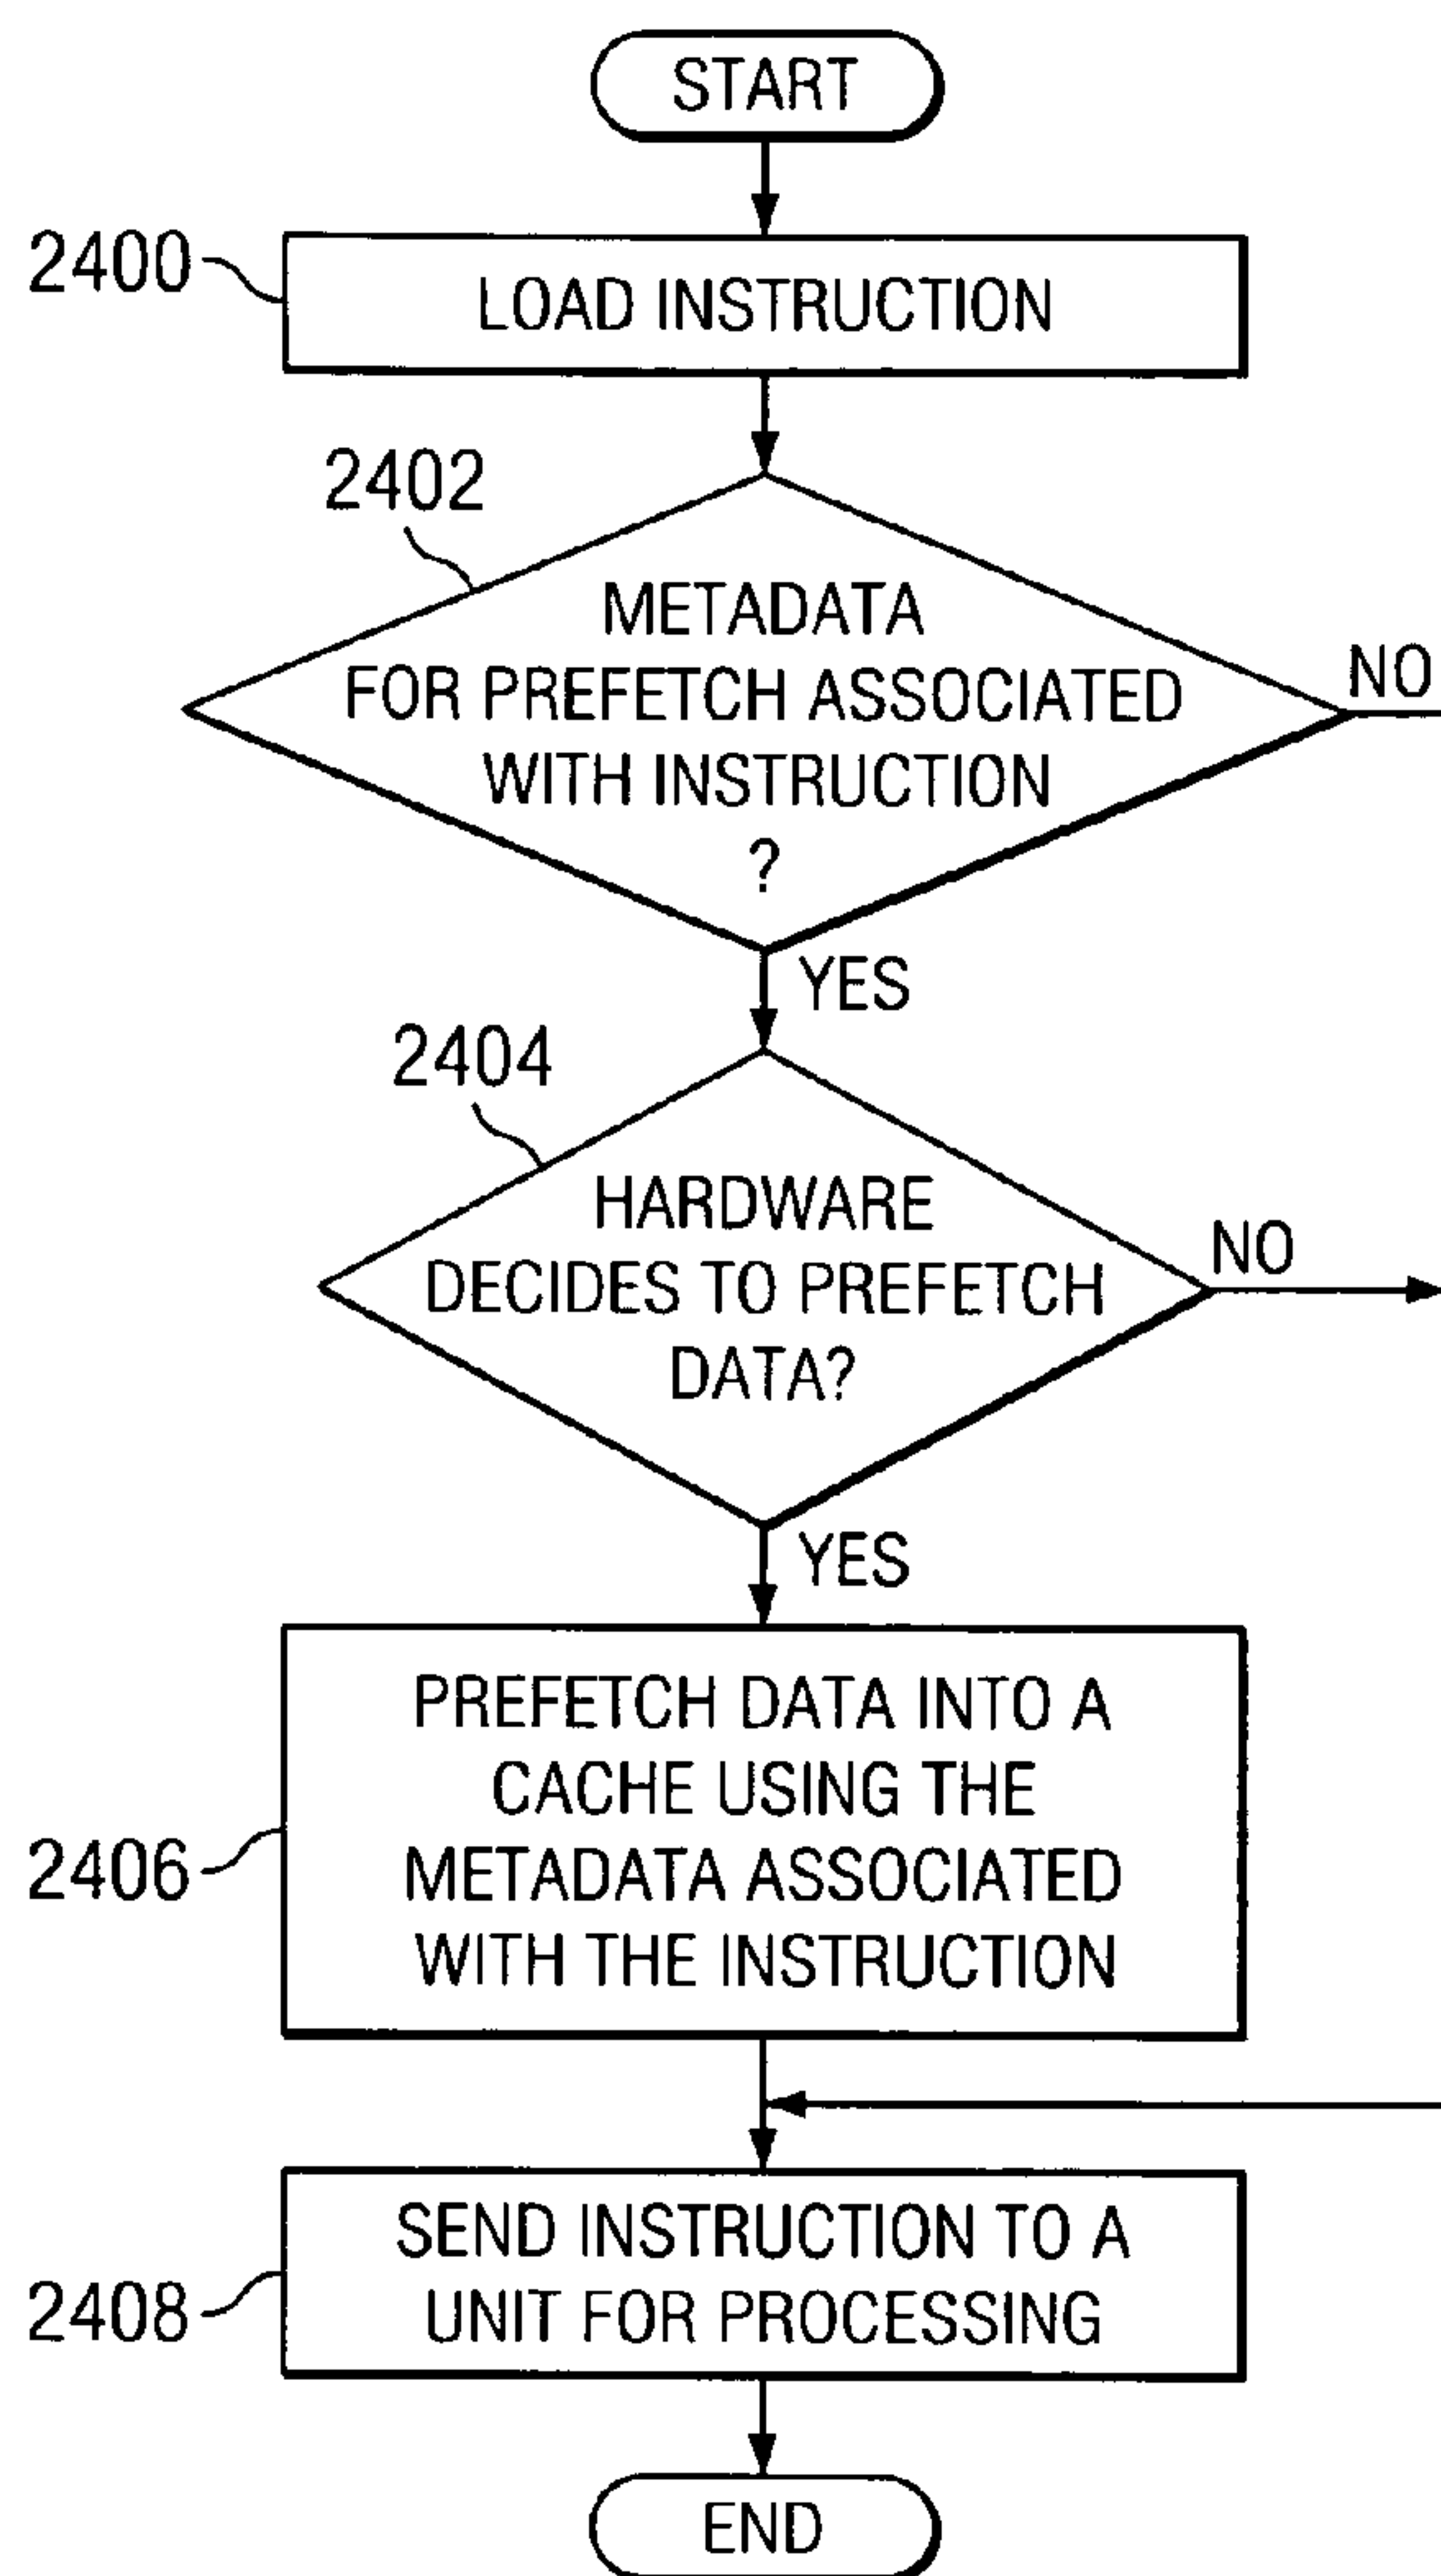 START
2400
LOAD INSTRUCTION
2402
METADATA
FOR PREFETCH ASSOCIATED
WITH INSTRUCTION
?
NO
YES
2404
HARDWARE
DECIDES TO PREFETCH
DATA?
NO
YES
2406
PREFETCH DATA INTO A
CACHE USING THE
METADATA ASSOCIATED
WITH THE INSTRUCTION
2408
SEND INSTRUCTION TO A
UNIT FOR PROCESSING
END